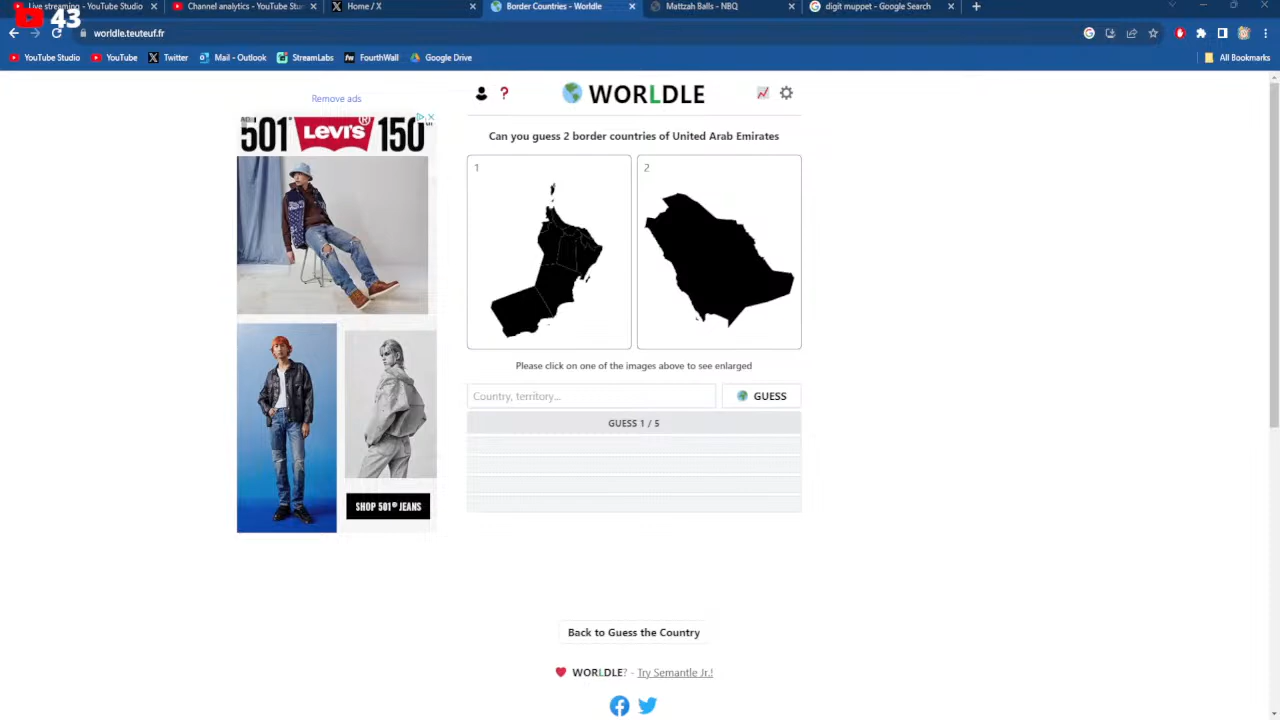 Live streaming - YouTube Studio
Channel analytics - YouTube Stu
Home / X
Border Countries - Worldle
Mattzah Balls - NBQ
digit muppet - Google Search
43
worldle.teuteuf.fr
YouTube Studio
YouTube
Twitter
Mail - Outlook
StreamLabs
FourthWall
Google Drive
All Bookmarks
Remove ads
WORLDLE
501® LEVI'S® 150
Can you guess 2 border countries of United Arab Emirates
1
2
Please click on one of the images above to see enlarged
Country, territory...
GUESS
GUESS 1 / 5
SHOP 501® JEANS
Back to Guess the Country
WORLDLE? - Try Semantle Jr.!